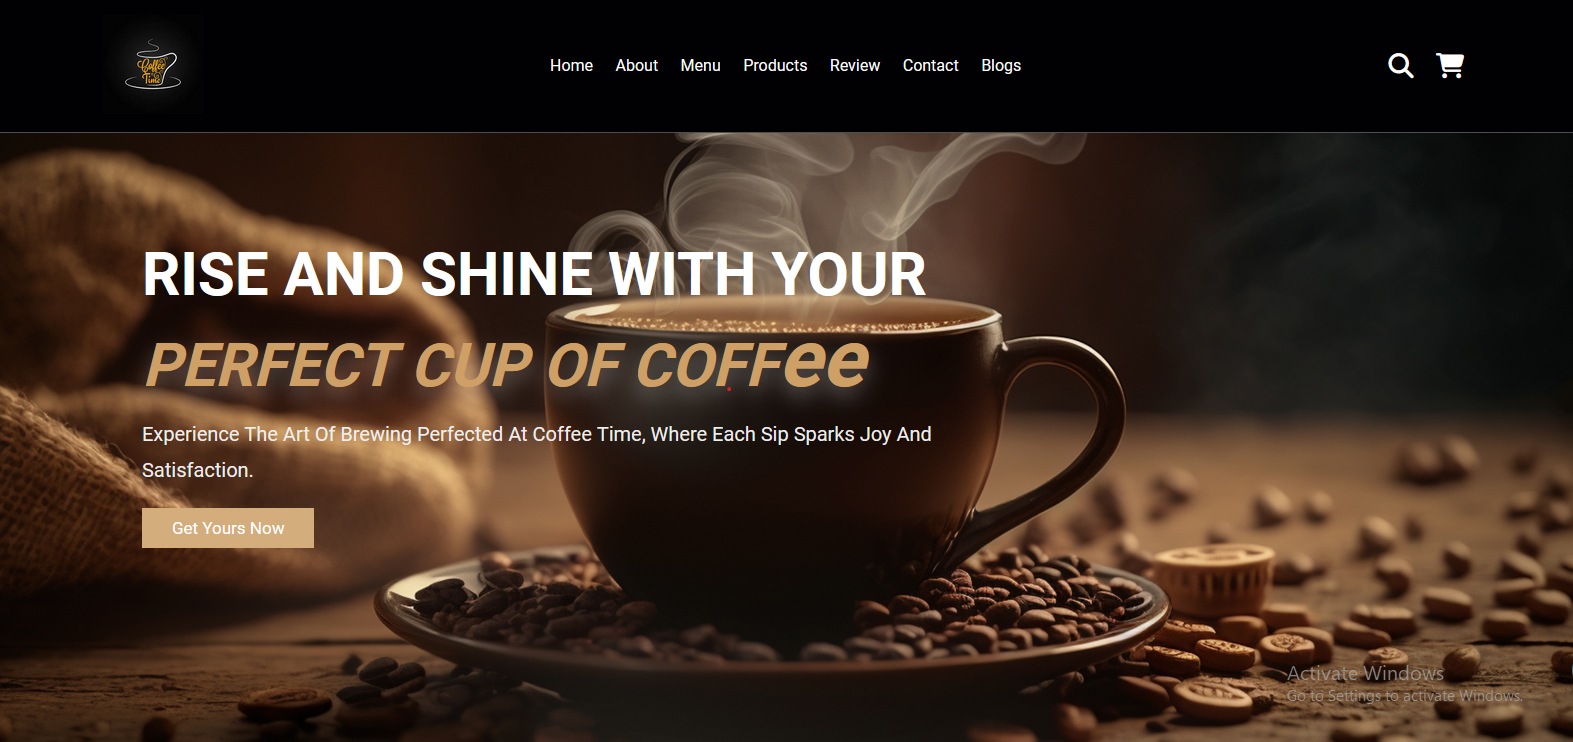 Coffee
Time
Home About Menu Products Review Contact Blogs
RISE AND SHINE WITH YOUR
PERFECT CUP OF COFFee
Experience The Art Of Brewing Perfected At Coffee Time, Where Each Sip Sparks Joy And
Satisfaction.
Get Yours Now
Activate Windows
Go to Settings to activate Windows.